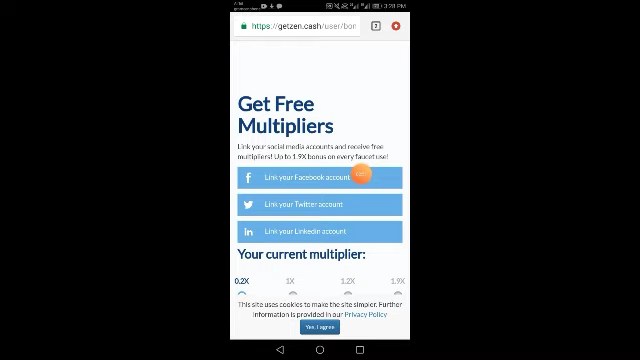 3:28 PM
https://getzen.cash/user/bon
Get Free
Multipliers
Link your social media accounts and receive free
multipliers! Up to 1.9X bonus on every faucet use!
Link your Facebook account
Link your Twitter account
Link your Linkedin account
Your current multiplier:
0.2X 1X 1.2X 1.9X
This site uses cookies to make the site simpler. Further
information is provided in our Privacy Policy
Yes, I agree